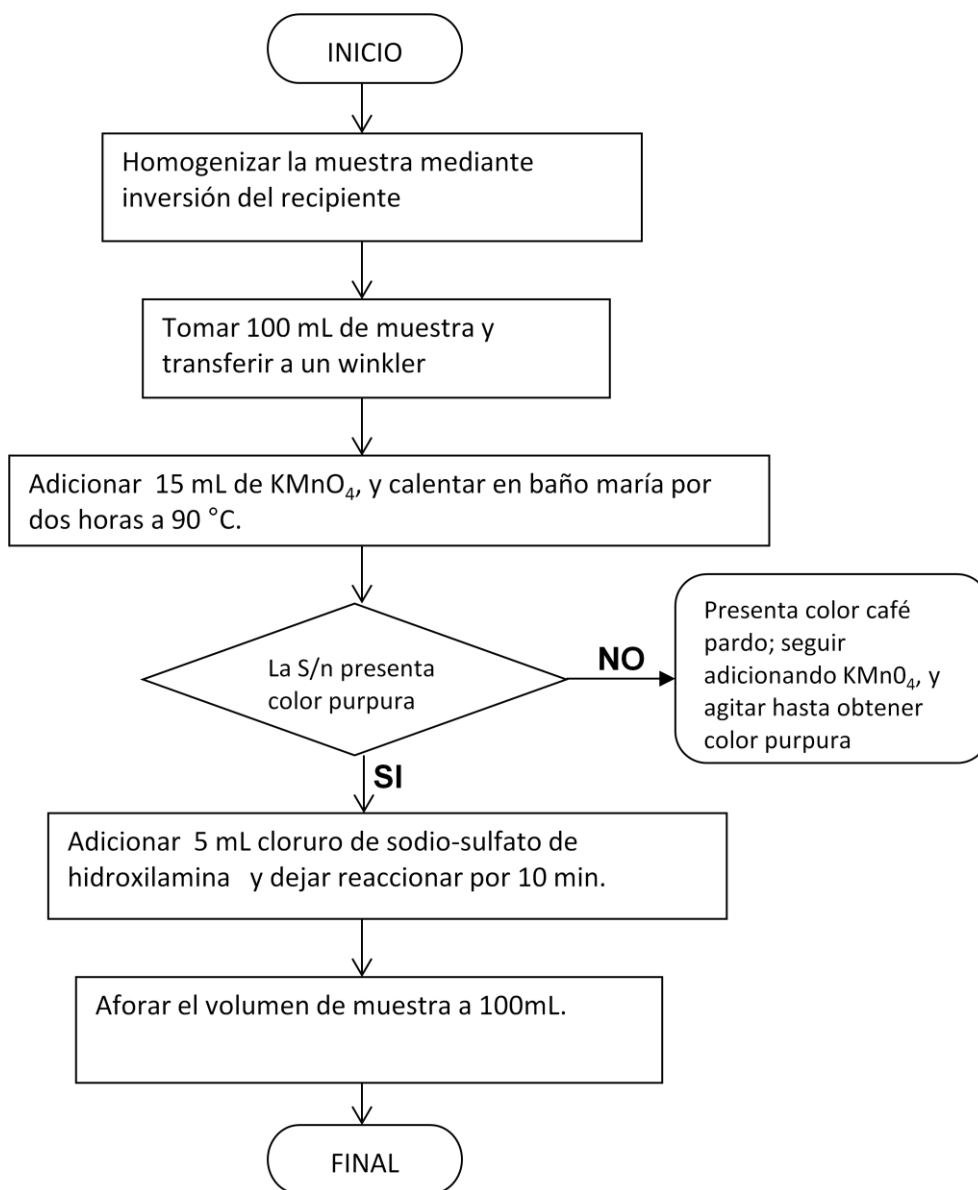 INICIO
Homogenizar la muestra mediante
inversión del recipiente
Tomar 100 mL de muestra y
transferir a un winkler
Adicionar 15 mL de KMnO₄, y calentar en baño maría por
dos horas a 90 °C.
La S/n presenta
color purpura
NO
Presenta color café
pardo; seguir
adicionando KMn0₄, y
agitar hasta obtener
color purpura
SI
Adicionar 5 mL cloruro de sodio-sulfato de
hidroxilamina y dejar reaccionar por 10 min.
Aforar el volumen de muestra a 100mL.
FINAL